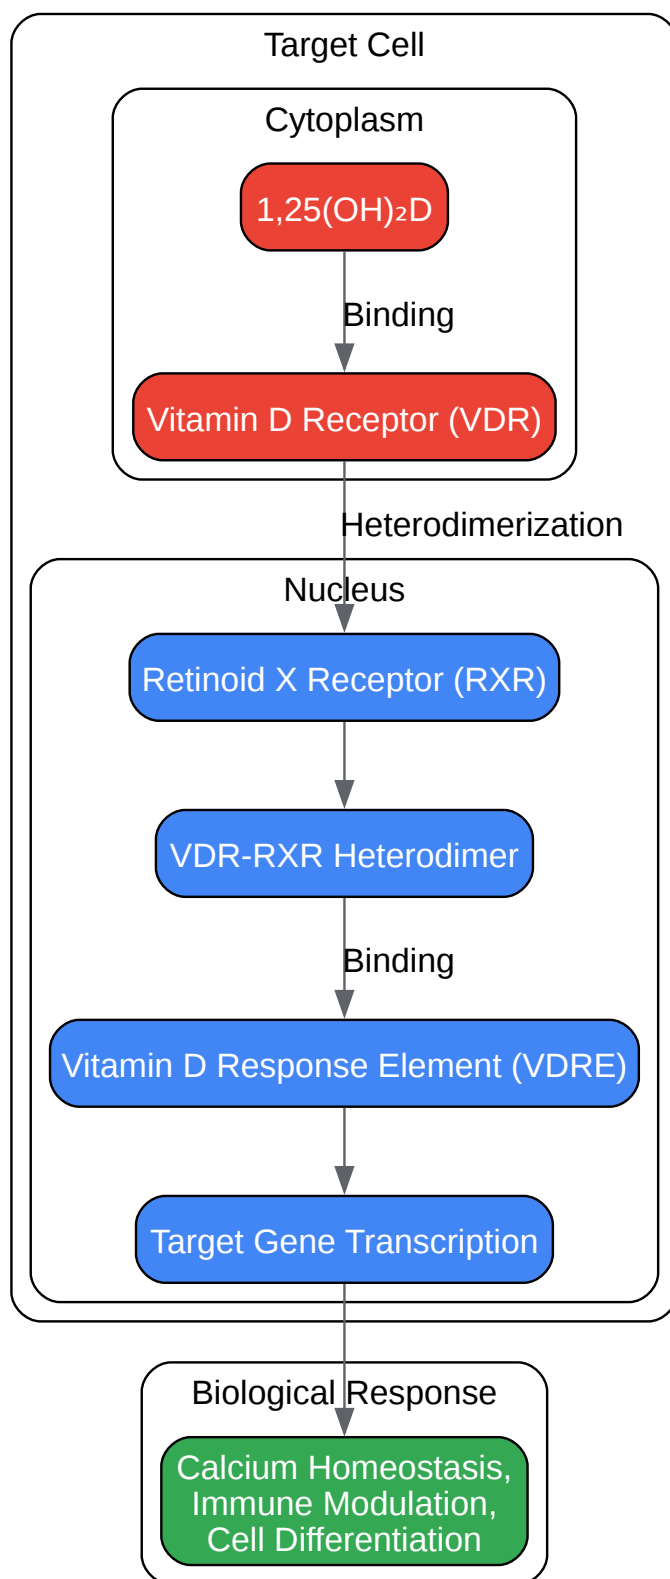 Target Cell
Cytoplasm
1,25(OH)₂D
Binding
Vitamin D Receptor (VDR)
Heterodimerization
Nucleus
Retinoid X Receptor (RXR)
VDR-RXR Heterodimer
Binding
Vitamin D Response Element (VDRE)
Target Gene Transcription
Biological Response
Calcium Homeostasis,
Immune Modulation,
Cell Differentiation